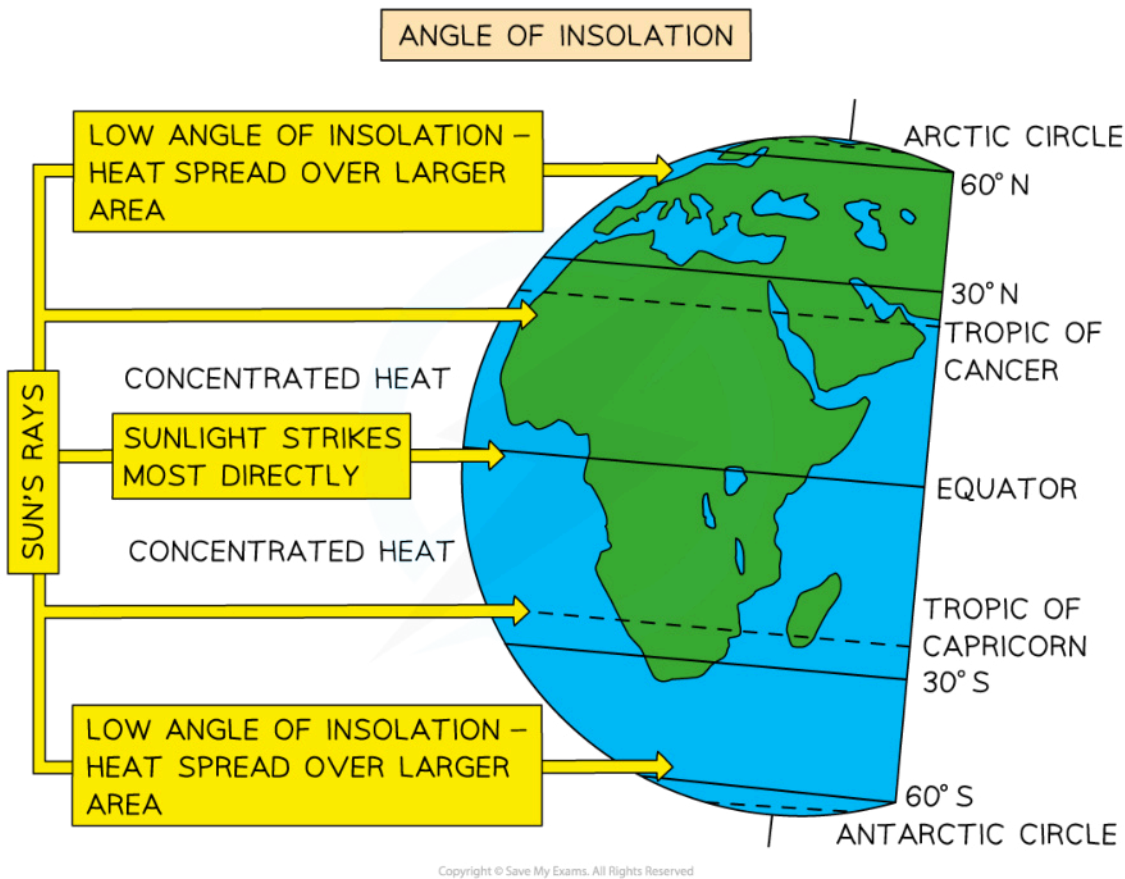 ANGLE OF INSOLATION
LOW ANGLE OF INSOLATION –
HEAT SPREAD OVER LARGER
AREA
ARCTIC CIRCLE
60° N
30° N
TROPIC OF
CANCER
CONCENTRATED HEAT
SUN'S RAYS
SUNLIGHT STRIKES
MOST DIRECTLY
EQUATOR
CONCENTRATED HEAT
TROPIC OF
CAPRICORN
30° S
LOW ANGLE OF INSOLATION –
HEAT SPREAD OVER LARGER
AREA
60° S
ANTARCTIC CIRCLE
Copyright © Save My Exams. All Rights Reserved